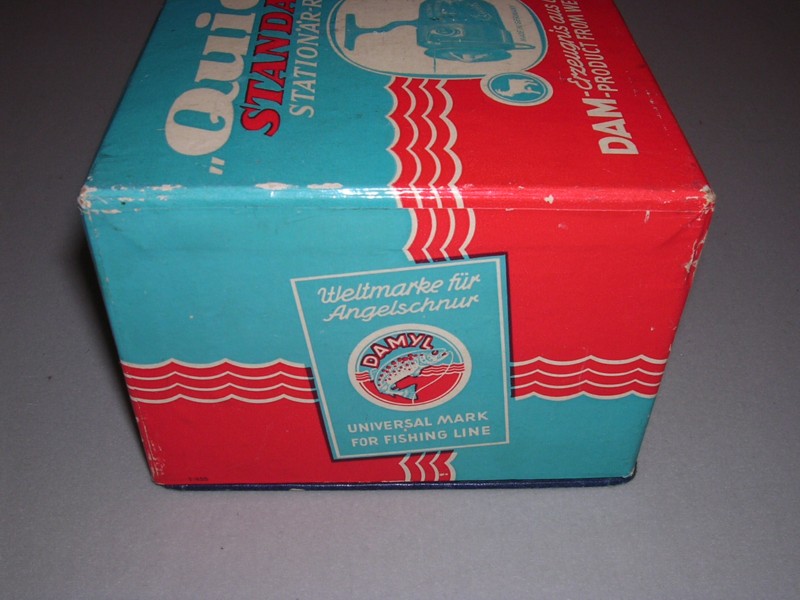 „Quic
STANDA
STATIONÄR-R
DAM-Erzeugnis aus
DAM-PRODUCT FROM WE
Weltmarke für
Angelschnur
DAMYL
UNIVERSAL MARK
FOR FISHING LINE